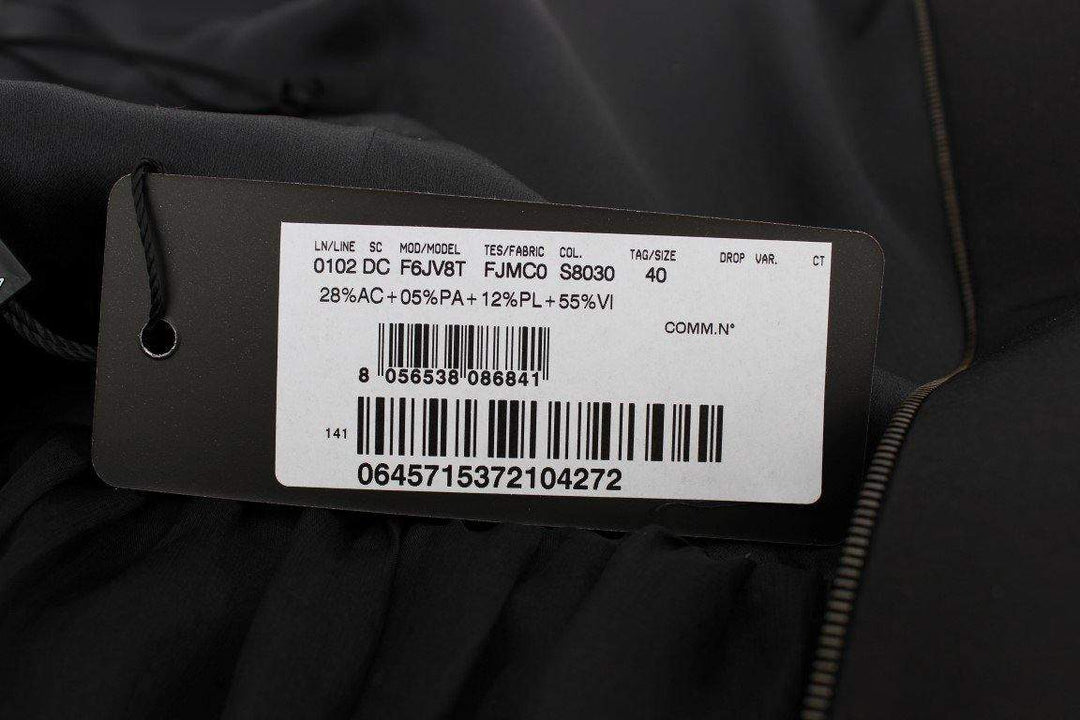 LN/LINE SC MOD/MODEL TES/FABRIC COL. TAG/SIZE DROP VAR. CT
0102 DC F6JV8T FJMC0 S8030 40
28%AC+05%PA+12%PL+55%VI
COMM.N°
8 056538 086841
141
0645715372104272